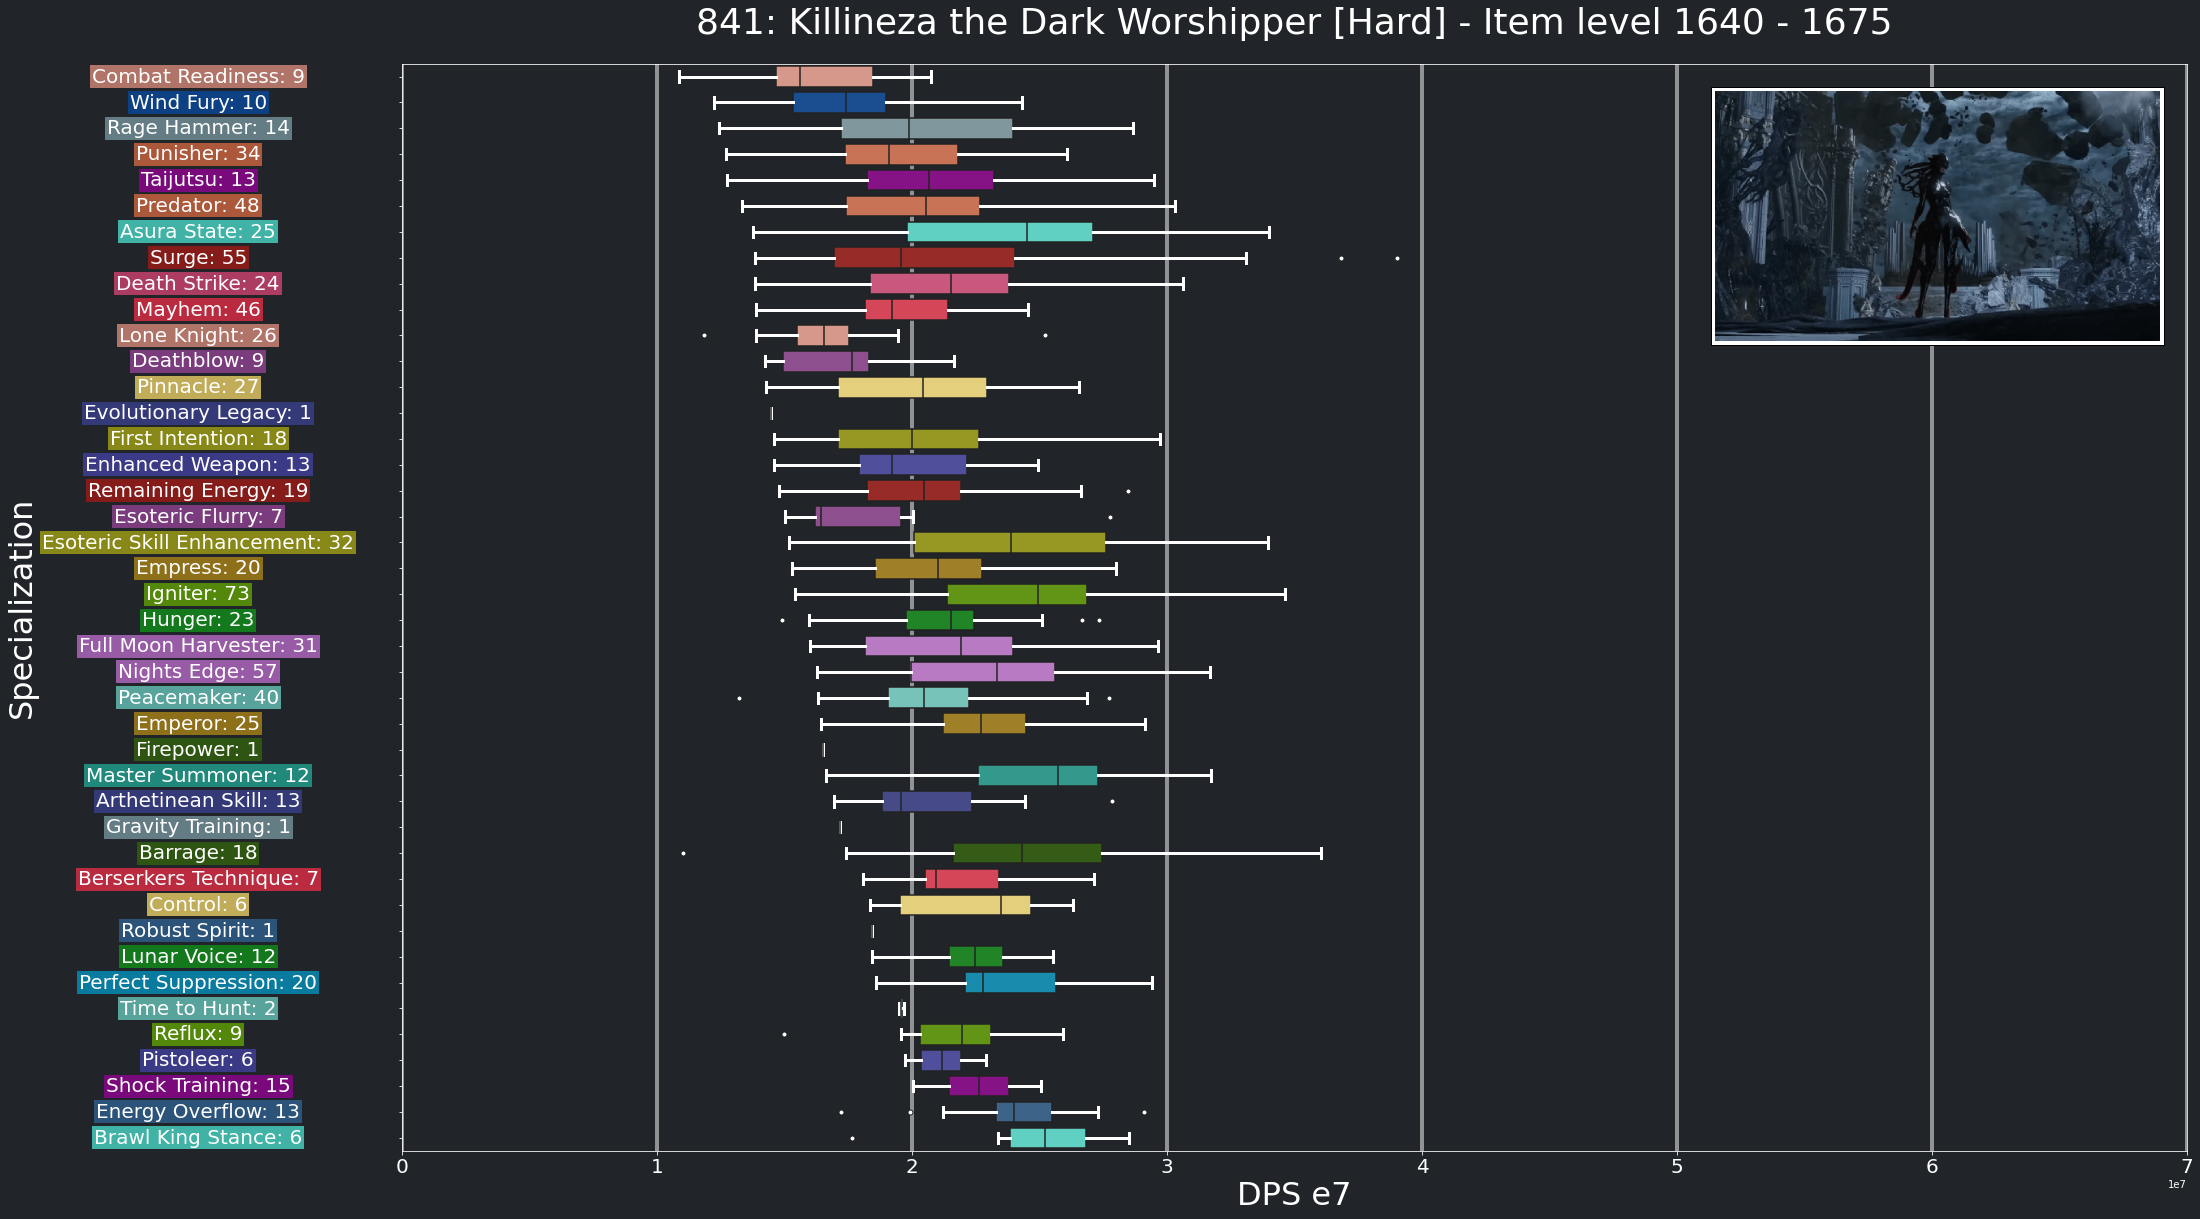 841: Killineza the Dark Worshipper [Hard] - Item level 1640 - 1675
Specialization
Combat Readiness: 9
Wind Fury: 10
Rage Hammer: 14
Punisher: 34
Taijutsu: 13
Predator: 48
Asura State: 25
Surge: 55
Death Strike: 24
Mayhem: 46
Lone Knight: 26
Deathblow: 9
Pinnacle: 27
Evolutionary Legacy: 1
First Intention: 18
Enhanced Weapon: 13
Remaining Energy: 19
Esoteric Flurry: 7
Esoteric Skill Enhancement: 32
Empress: 20
Igniter: 73
Hunger: 23
Full Moon Harvester: 31
Nights Edge: 57
Peacemaker: 40
Emperor: 25
Firepower: 1
Master Summoner: 12
Arthetinean Skill: 13
Gravity Training: 1
Barrage: 18
Berserkers Technique: 7
Control: 6
Robust Spirit: 1
Lunar Voice: 12
Perfect Suppression: 20
Time to Hunt: 2
Reflux: 9
Pistoleer: 6
Shock Training: 15
Energy Overflow: 13
Brawl King Stance: 6
0 1 2 3 4 5 6 7
1e7
DPS e7